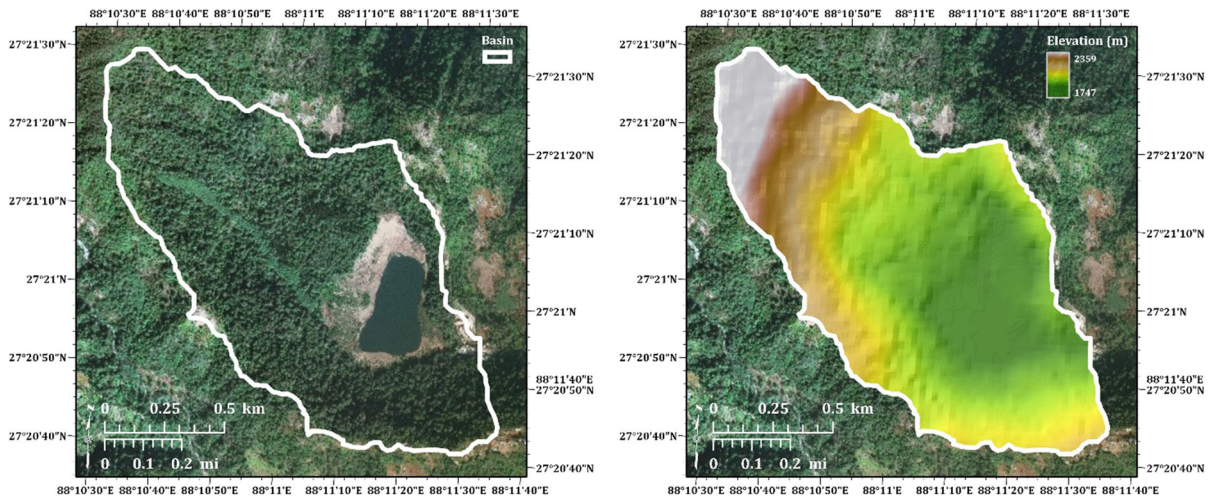 88°10'30"E 88°10'40"E 88°10'50"E 88°11'E 88°11'10"E 88°11'20"E 88°11'30"E
27°21'30"N
27°21'20"N
27°21'10"N
27°21'N
27°20'50"N
27°20'40"N
Basin
27°21'30"N
27°21'20"N
27°21'10"N
27°21'N
88°11'40"E
27°20'50"N
27°20'40"N
N
0 0.25 0.5 km
0 0.1 0.2 mi
88°10'30"E 88°10'40"E 88°10'50"E 88°11'E 88°11'10"E 88°11'20"E 88°11'30"E 88°11'40"E
88°10'30"E 88°10'40"E 88°10'50"E 88°11'E 88°11'10"E 88°11'20"E 88°11'30"E
27°21'30"N
27°21'20"N
27°21'10"N
27°21'N
27°20'50"N
27°20'40"N
Elevation (m)
2359
1747
27°21'30"N
27°21'20"N
27°21'10"N
27°21'N
88°11'40"E
27°20'50"N
27°20'40"N
N
0 0.25 0.5 km
0 0.1 0.2 mi
88°10'30"E 88°10'40"E 88°10'50"E 88°11'E 88°11'10"E 88°11'20"E 88°11'30"E 88°11'40"E